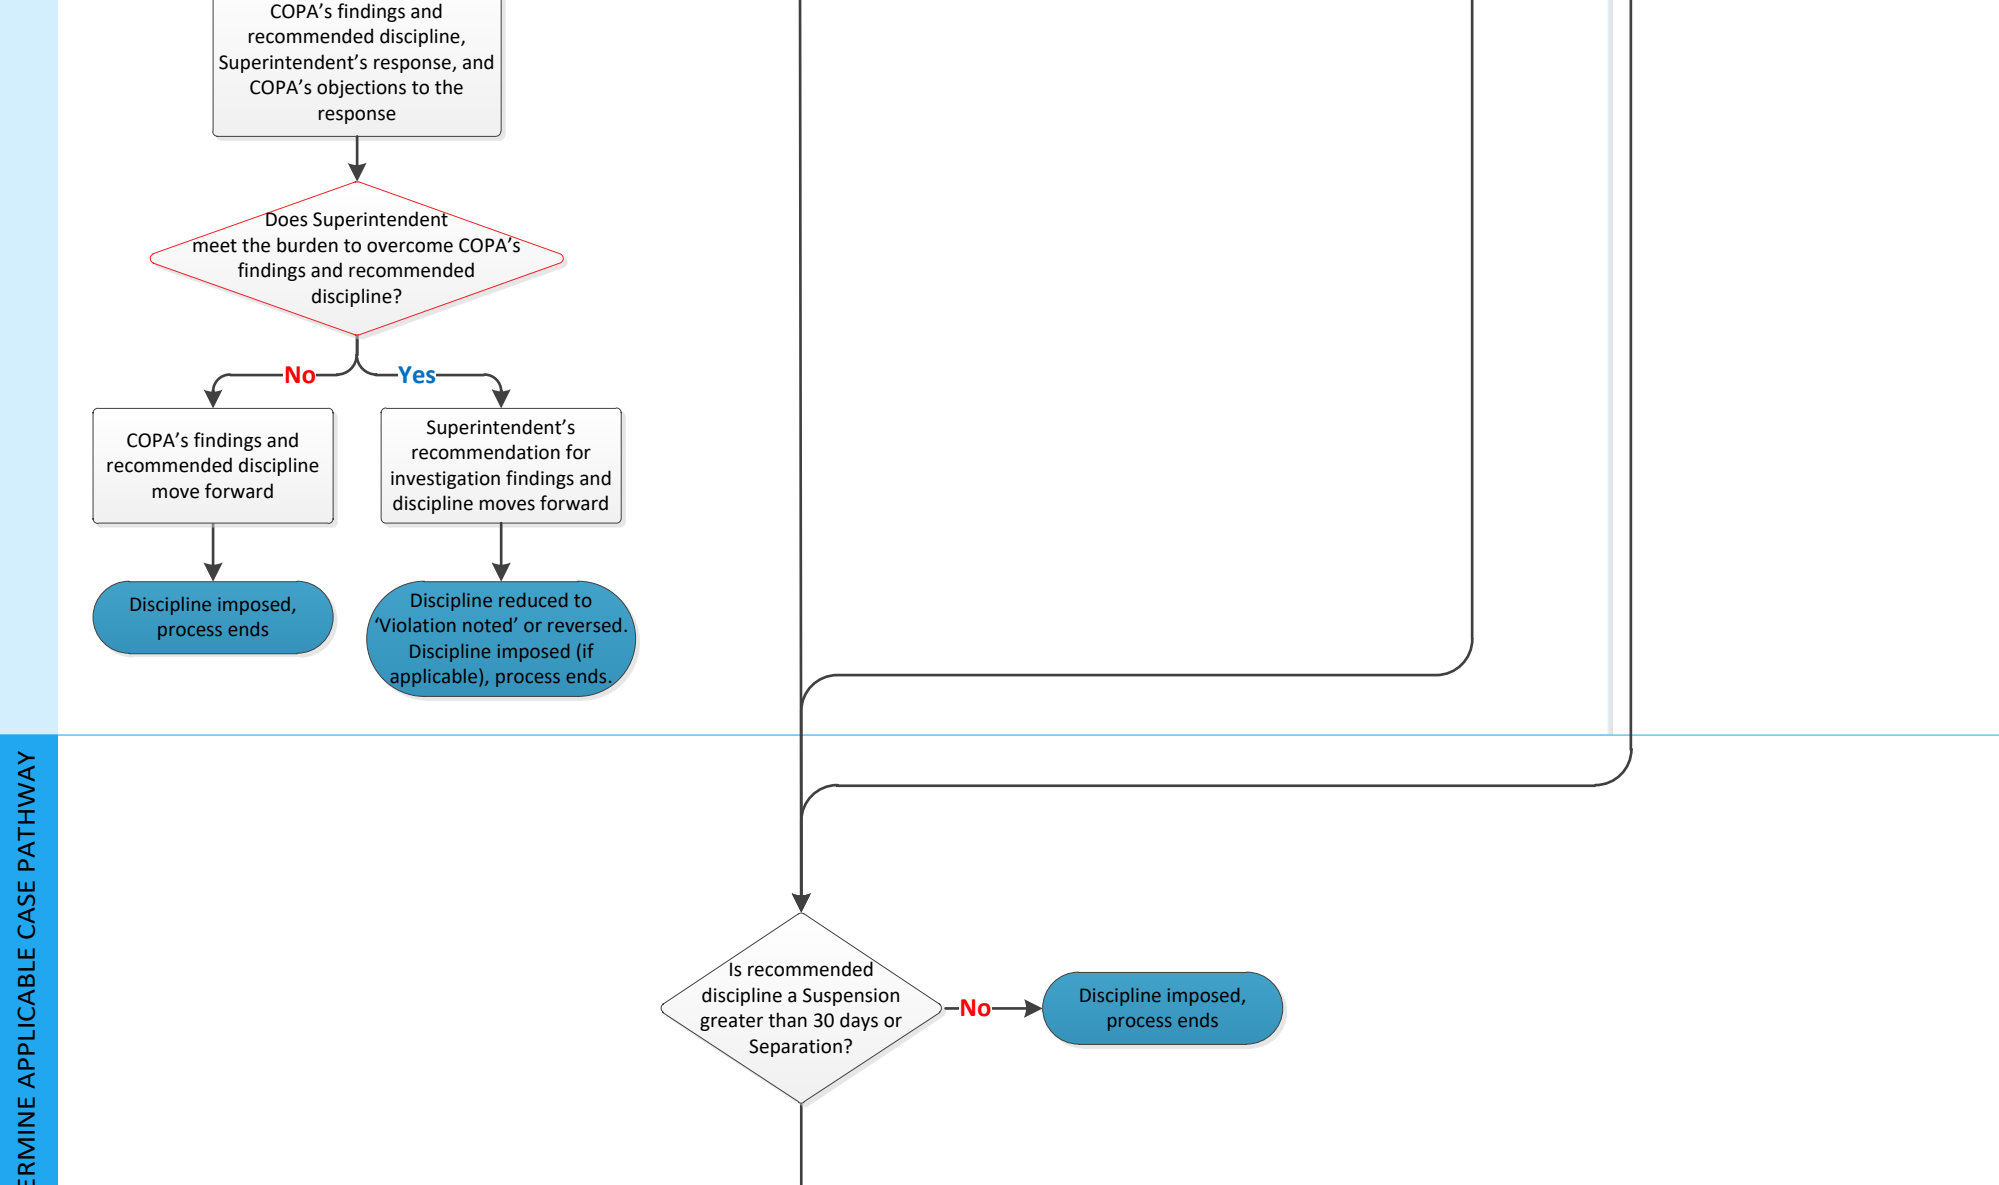 COPA's findings and
recommended discipline,
Superintendent's response, and
COPA's objections to the
response
Does Superintendent
meet the burden to overcome COPA's
findings and recommended
discipline?
No
Yes
COPA's findings and
recommended discipline
move forward
Superintendent's
recommendation for
investigation findings and
discipline moves forward
Discipline imposed,
process ends
Discipline reduced to
'Violation noted' or reversed.
Discipline imposed (if
applicable), process ends.
ERMINE APPLICABLE CASE PATHWAY
Is recommended
discipline a Suspension
greater than 30 days or
Separation?
No
Discipline imposed,
process ends